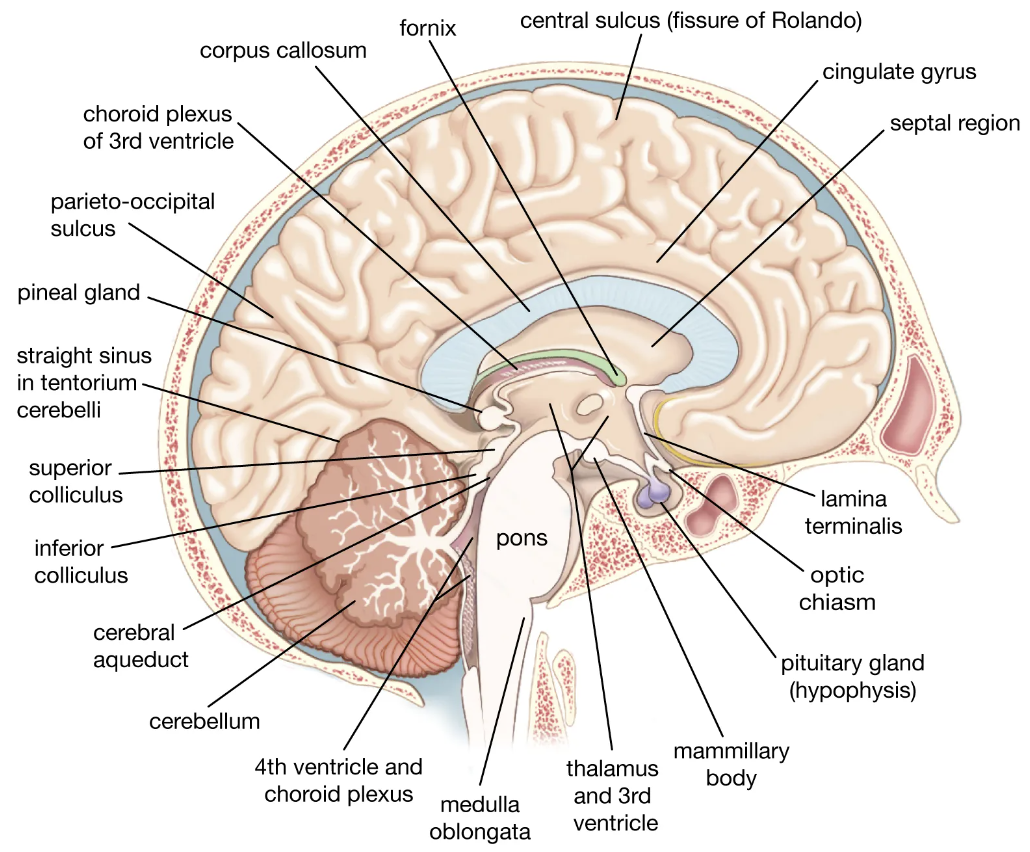 central sulcus (fissure of Rolando)
fornix
corpus callosum
cingulate gyrus
choroid plexus
of 3rd ventricle
septal region
parieto-occipital
sulcus
pineal gland
straight sinus
in tentorium
cerebelli
superior
colliculus
inferior
colliculus
cerebral
aqueduct
cerebellum
4th ventricle and
choroid plexus
medulla
oblongata
pons
thalamus
and 3rd
ventricle
mammillary
body
pituitary gland
(hypophysis)
optic
chiasm
lamina
terminalis